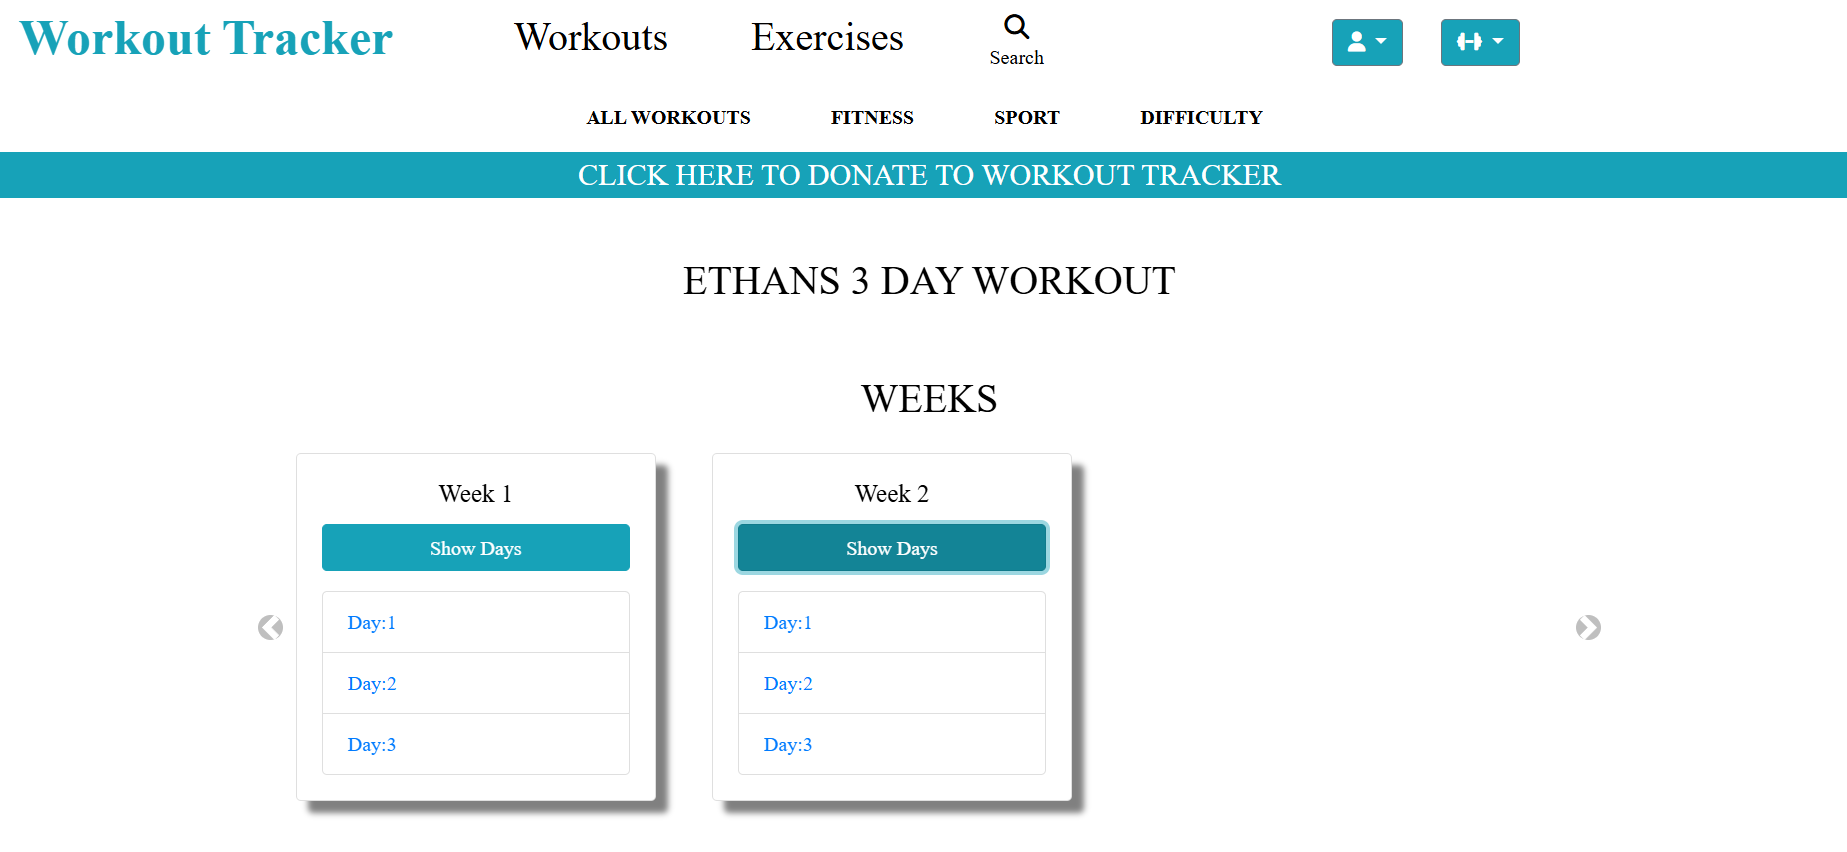 Workout Tracker
Workouts
Exercises
Search
ALL WORKOUTS
FITNESS
SPORT
DIFFICULTY
CLICK HERE TO DONATE TO WORKOUT TRACKER
ETHANS 3 DAY WORKOUT
WEEKS
Week 1
Show Days
Day:1
Day:2
Day:3
Week 2
Show Days
Day:1
Day:2
Day:3